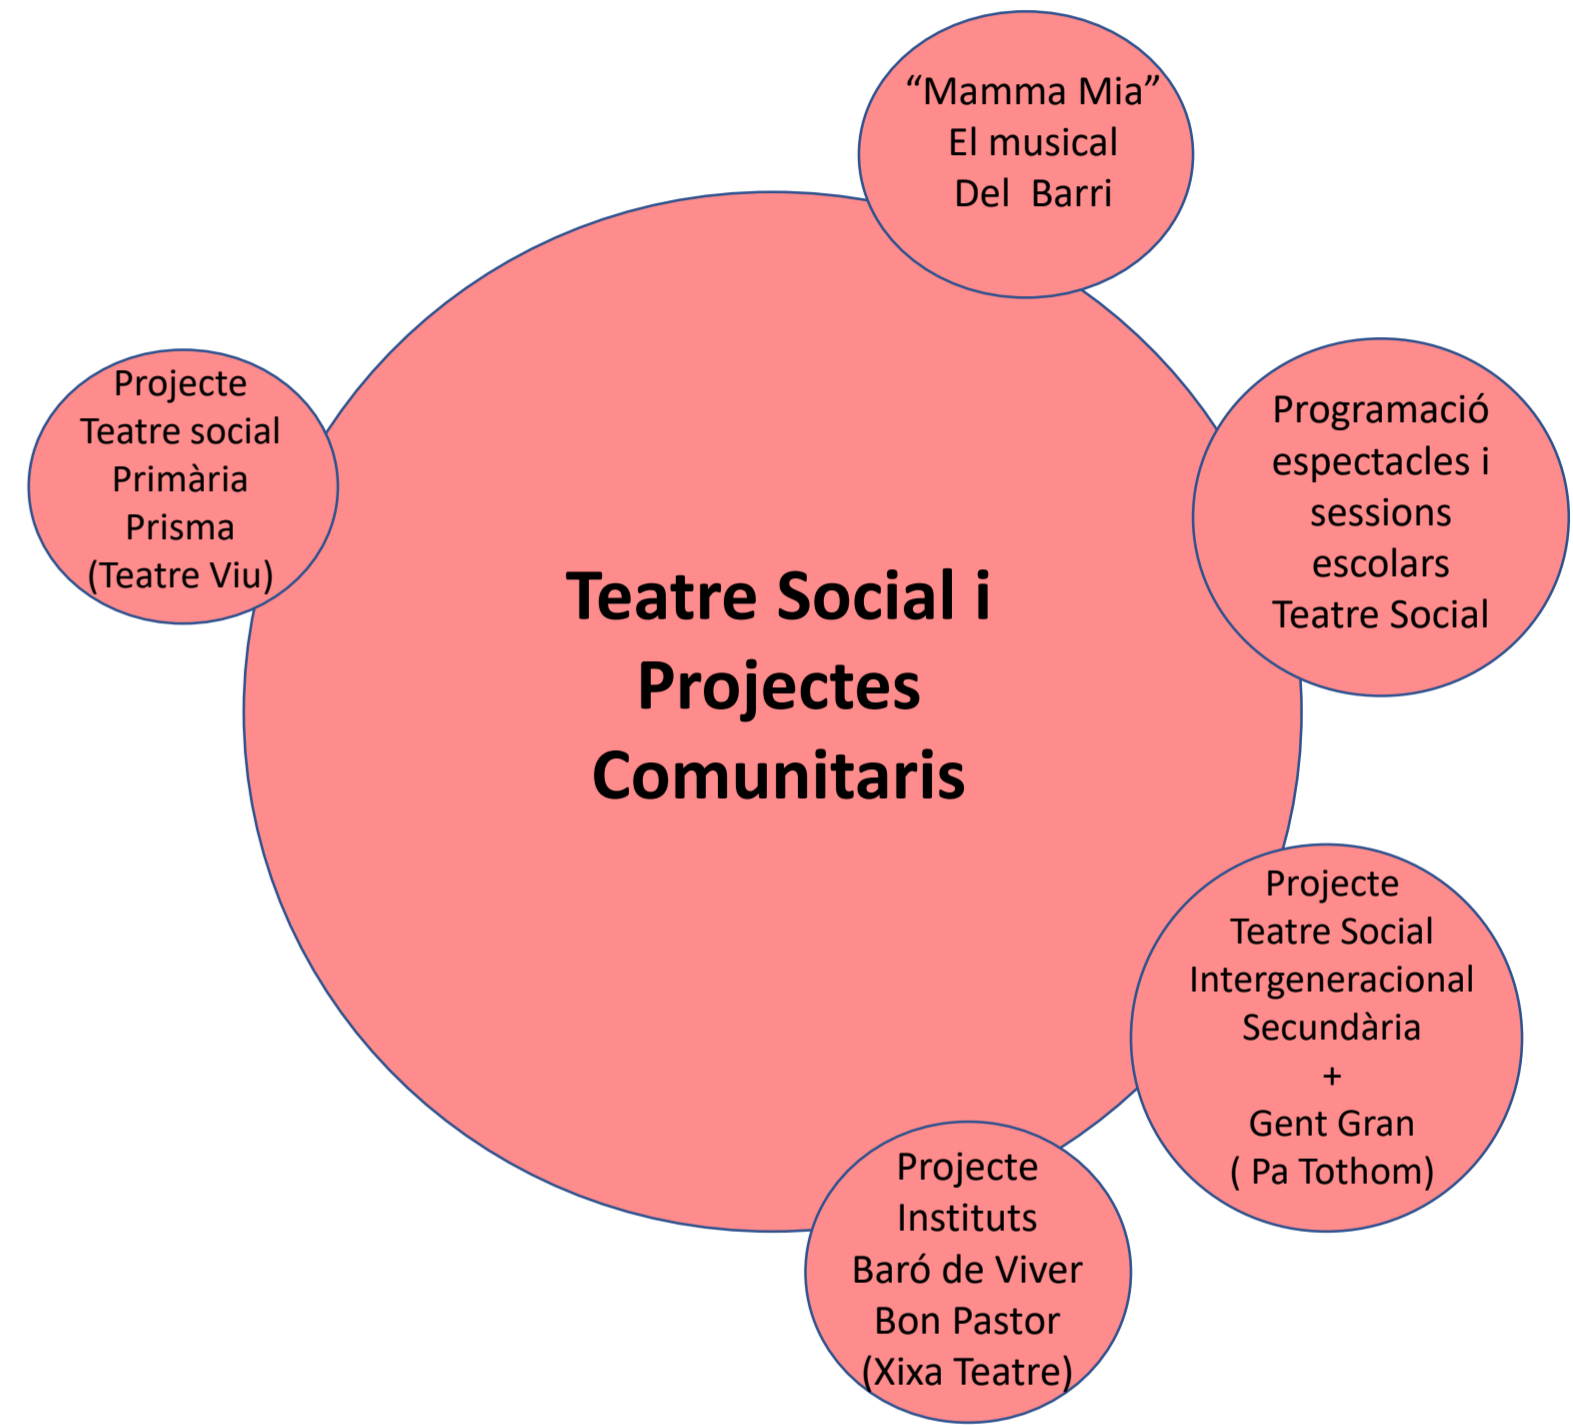 “Mamma Mia”
El musical
Del Barri
Projecte
Teatre social
Primària
Prisma
(Teatre Viu)
Programació
espectacles i
sessions
escolars
Teatre Social
Teatre Social i
Projectes
Comunitaris
Projecte
Teatre Social
Intergeneracional
Secundària
+
Gent Gran
( Pa Tothom)
Projecte
Instituts
Baró de Viver
Bon Pastor
(Xixa Teatre)